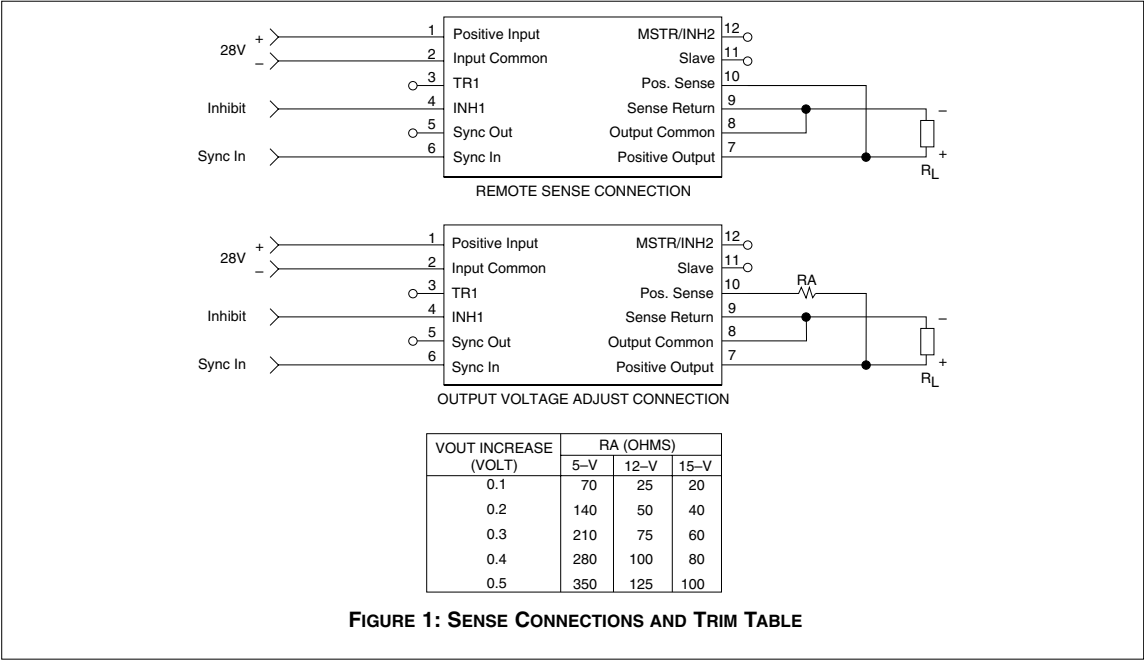 1 Positive Input MSTR/INH2 12
28V + –
2 Input Common Slave 11
3 TR1 Pos. Sense 10
Inhibit 4 INH1 Sense Return 9 –
5 Sync Out Output Common 8
Sync In 6 Sync In Positive Output 7 +
RL
REMOTE SENSE CONNECTION
1 Positive Input MSTR/INH2 12
28V + –
2 Input Common Slave 11
3 TR1 Pos. Sense 10 RA
Inhibit 4 INH1 Sense Return 9 –
5 Sync Out Output Common 8
Sync In 6 Sync In Positive Output 7 +
RL
OUTPUT VOLTAGE ADJUST CONNECTION
VOUT INCREASE RA (OHMS)
(VOLT) 5–V 12–V 15–V
0.1 70 25 20
0.2 140 50 40
0.3 210 75 60
0.4 280 100 80
0.5 350 125 100
FIGURE 1: SENSE CONNECTIONS AND TRIM TABLE